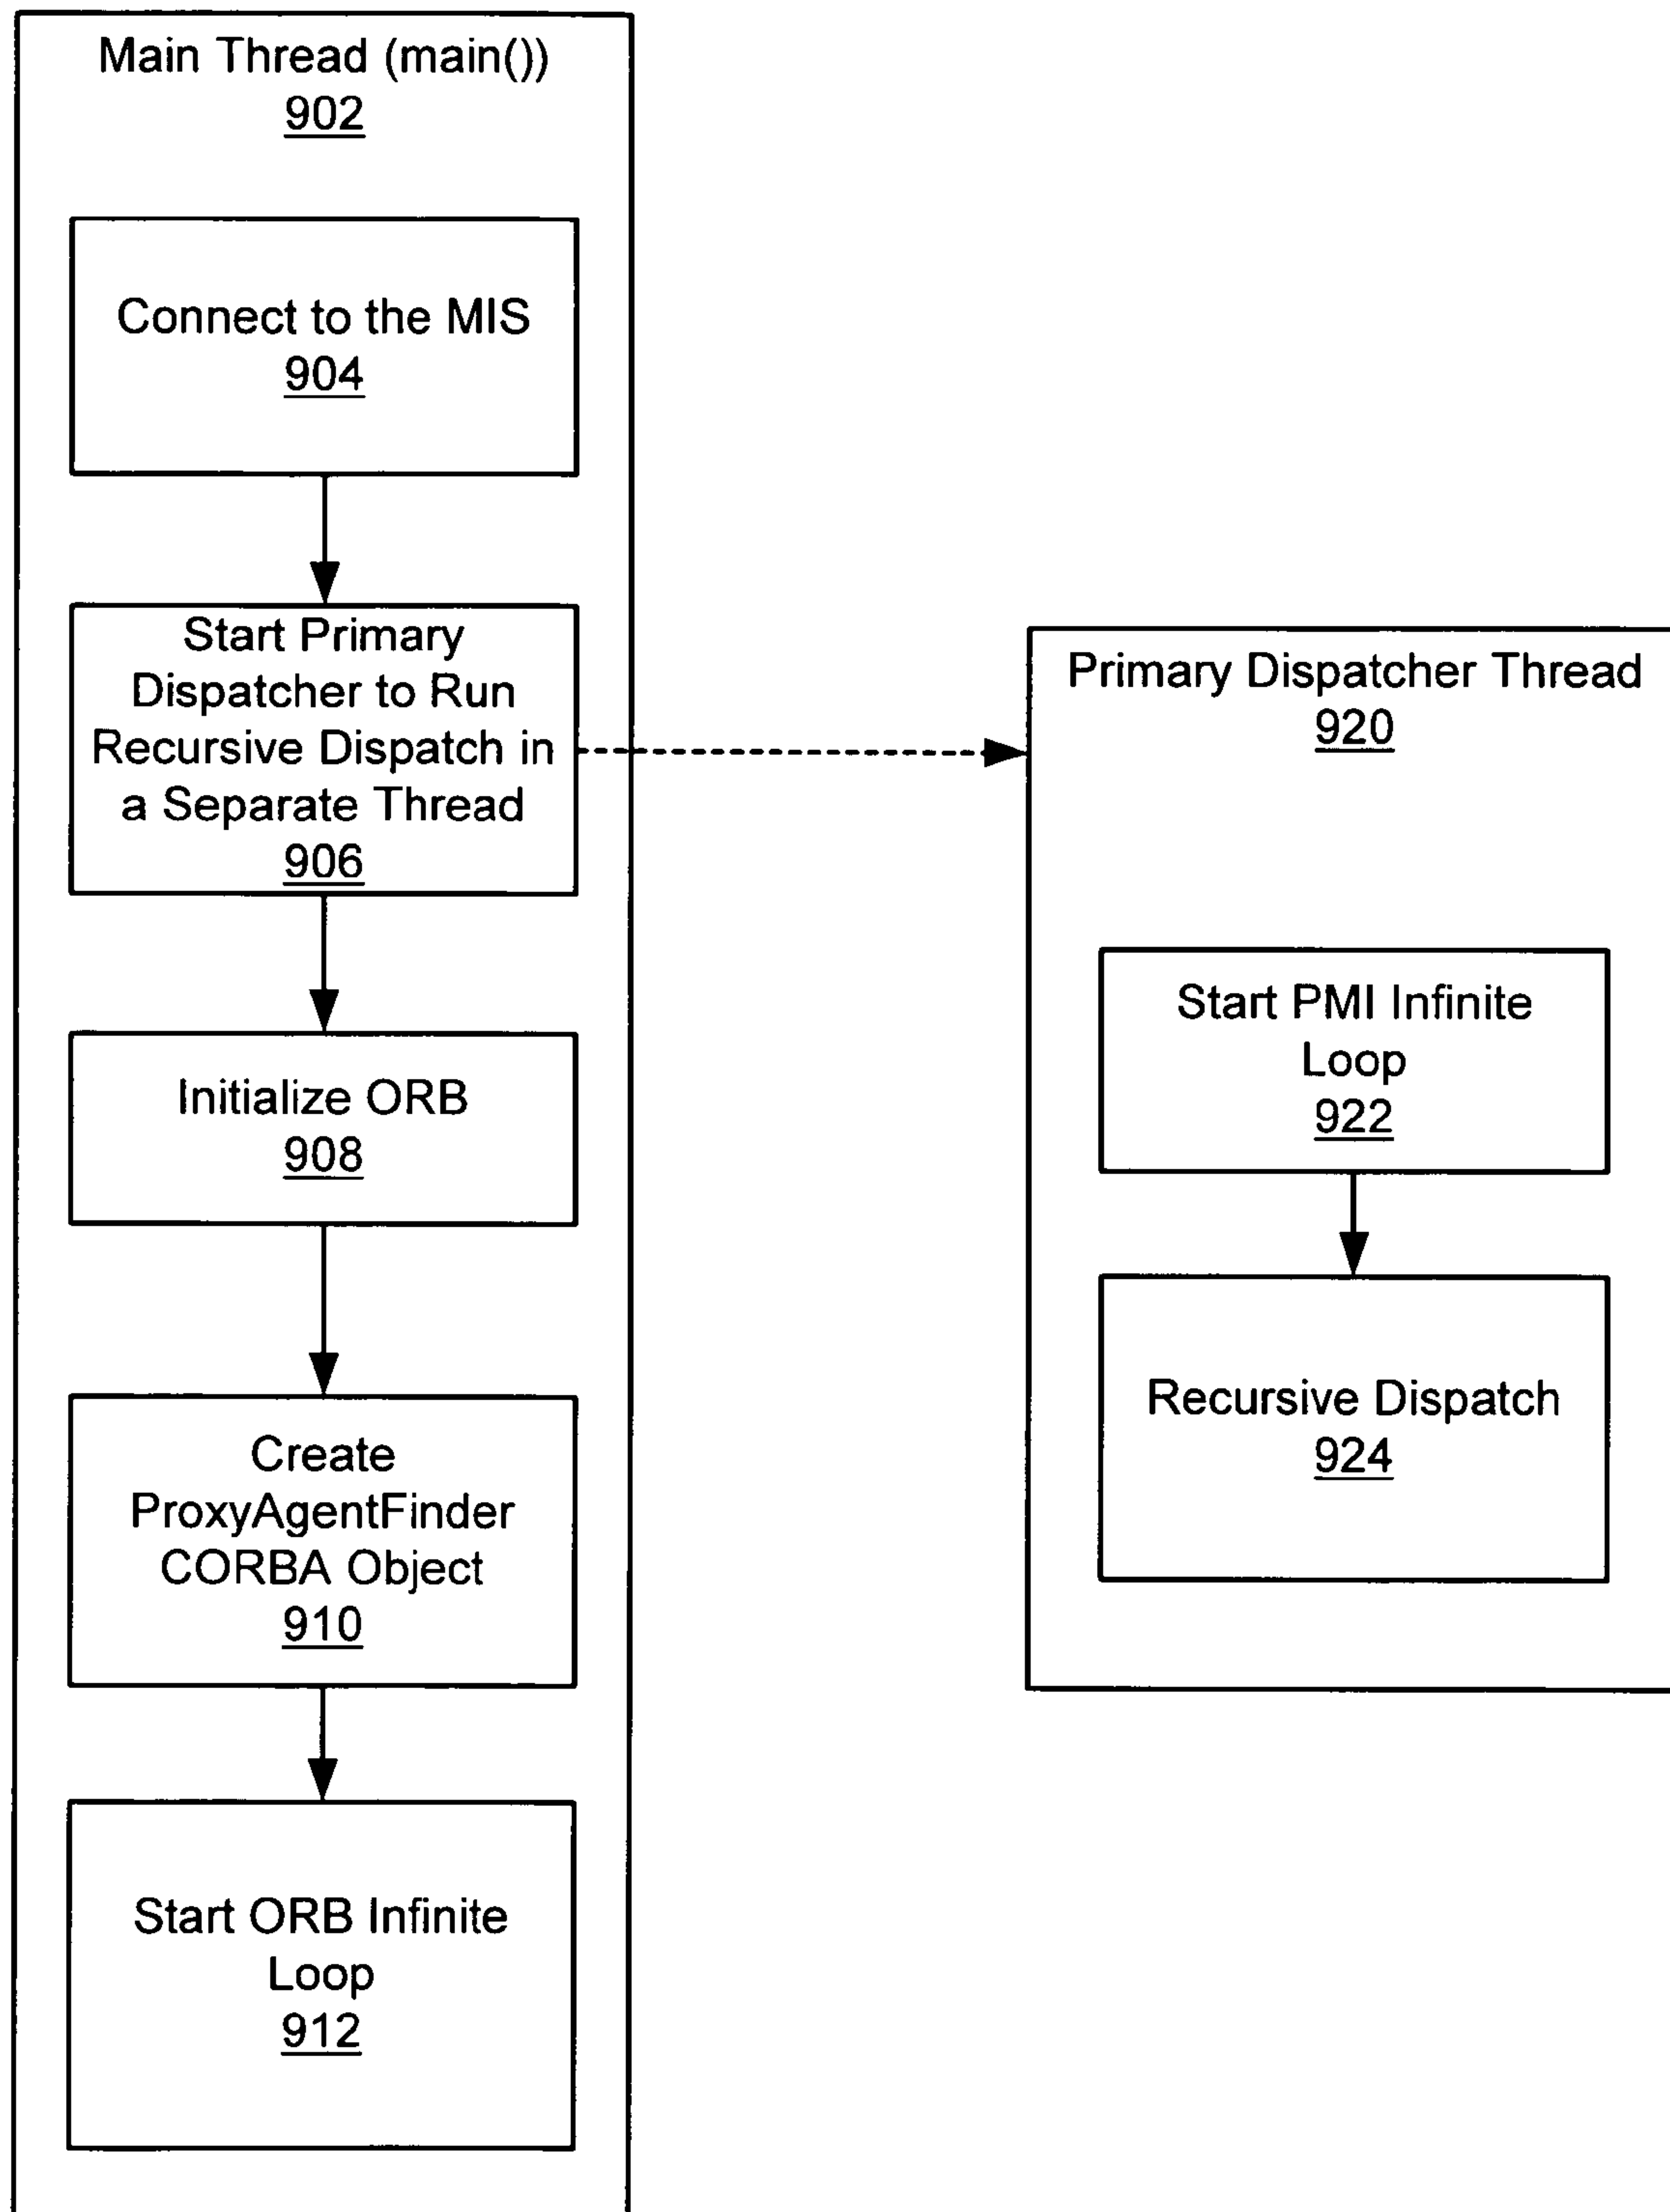 Main Thread (main())
902
Connect to the MIS
904
Start Primary
Dispatcher to Run
Recursive Dispatch in
a Separate Thread
906
Initialize ORB
908
Create
ProxyAgentFinder
CORBA Object
910
Start ORB Infinite
Loop
912
Primary Dispatcher Thread
920
Start PMI Infinite
Loop
922
Recursive Dispatch
924